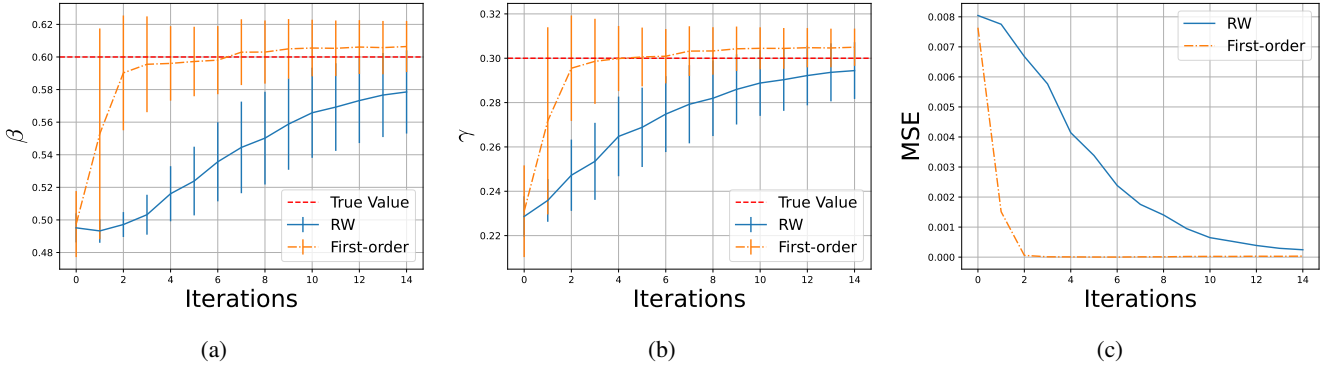 0.62
0.60
0.58
0.56
0.54
0.52
0.50
0.48
β
0 2 4 6 8 10 12 14
Iterations
True Value
RW
First-order
(a)
0.32
0.30
0.28
0.26
0.24
0.22
γ
0 2 4 6 8 10 12 14
Iterations
True Value
RW
First-order
(b)
0.008
0.007
0.006
0.005
0.004
0.003
0.002
0.001
0.000
MSE
0 2 4 6 8 10 12 14
Iterations
RW
First-order
(c)